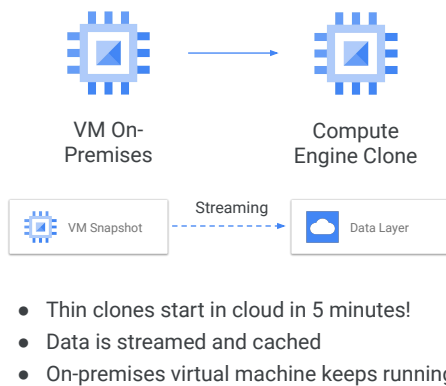 VM On-
Premises
Compute
Engine Clone
Streaming
VM Snapshot
Data Layer
● Thin clones start in cloud in 5 minutes!
● Data is streamed and cached
● On-premises virtual machine keeps running